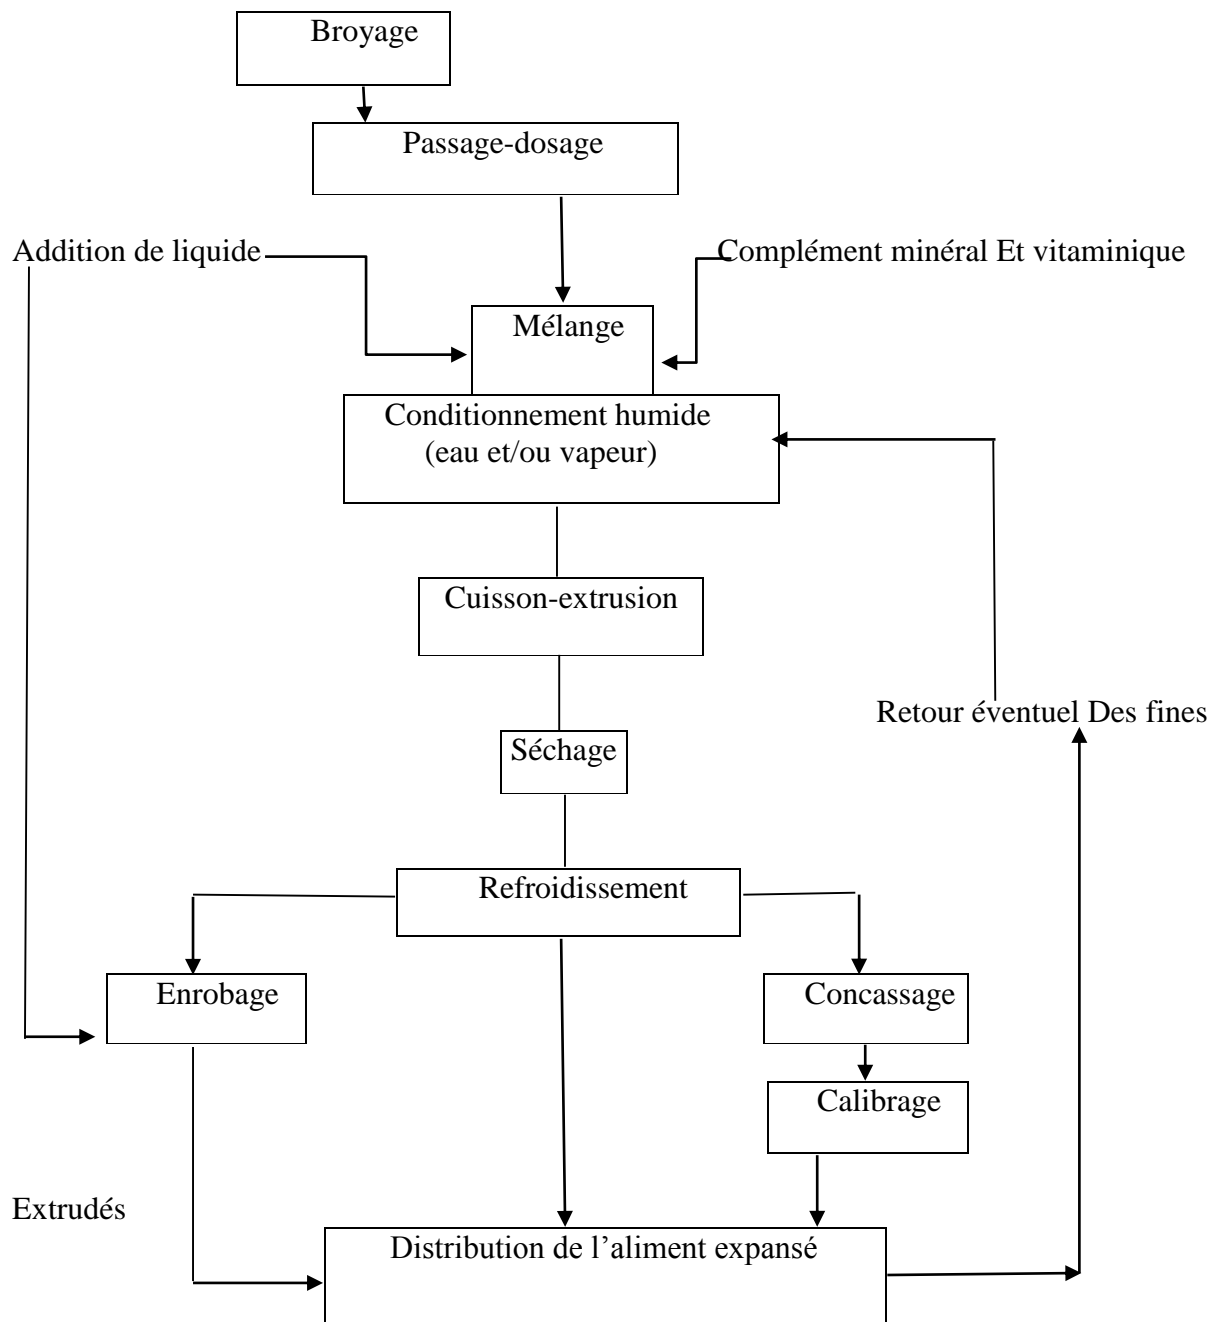 Broyage
Passage-dosage
Addition de liquide
Complément minéral Et vitaminique
Mélange
Conditionnement humide
(eau et/ou vapeur)
Cuisson-extrusion
Retour éventuel Des fines
Séchage
Refroidissement
Enrobage
Concassage
Calibrage
Extrudés
Distribution de l’aliment expansé